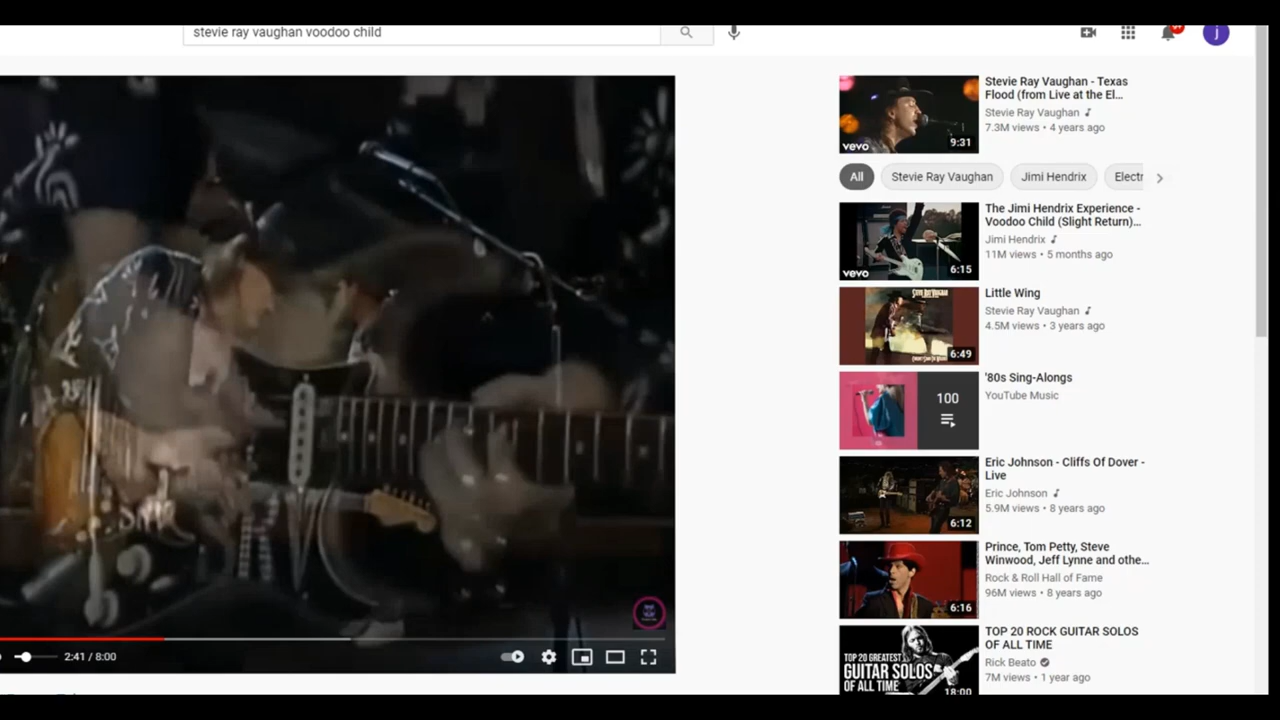 stevie ray vaughan voodoo child
j
SRV
2:41 / 8:00
vevo
9:31
Stevie Ray Vaughan - Texas
Flood (from Live at the El...
Stevie Ray Vaughan
7.3M views • 4 years ago
All
Stevie Ray Vaughan
Jimi Hendrix
Electr
vevo
6:15
The Jimi Hendrix Experience -
Voodoo Child (Slight Return)...
Jimi Hendrix
11M views • 5 months ago
6:49
Little Wing
Stevie Ray Vaughan
4.5M views • 3 years ago
100
'80s Sing-Alongs
YouTube Music
6:12
Eric Johnson - Cliffs Of Dover -
Live
Eric Johnson
5.9M views • 8 years ago
6:16
Prince, Tom Petty, Steve
Winwood, Jeff Lynne and othe...
Rock & Roll Hall of Fame
96M views • 8 years ago
TOP 20 GREATEST
GUITAR SOLOS
OF ALL TIME
18:00
TOP 20 ROCK GUITAR SOLOS
OF ALL TIME
Rick Beato
7M views • 1 year ago